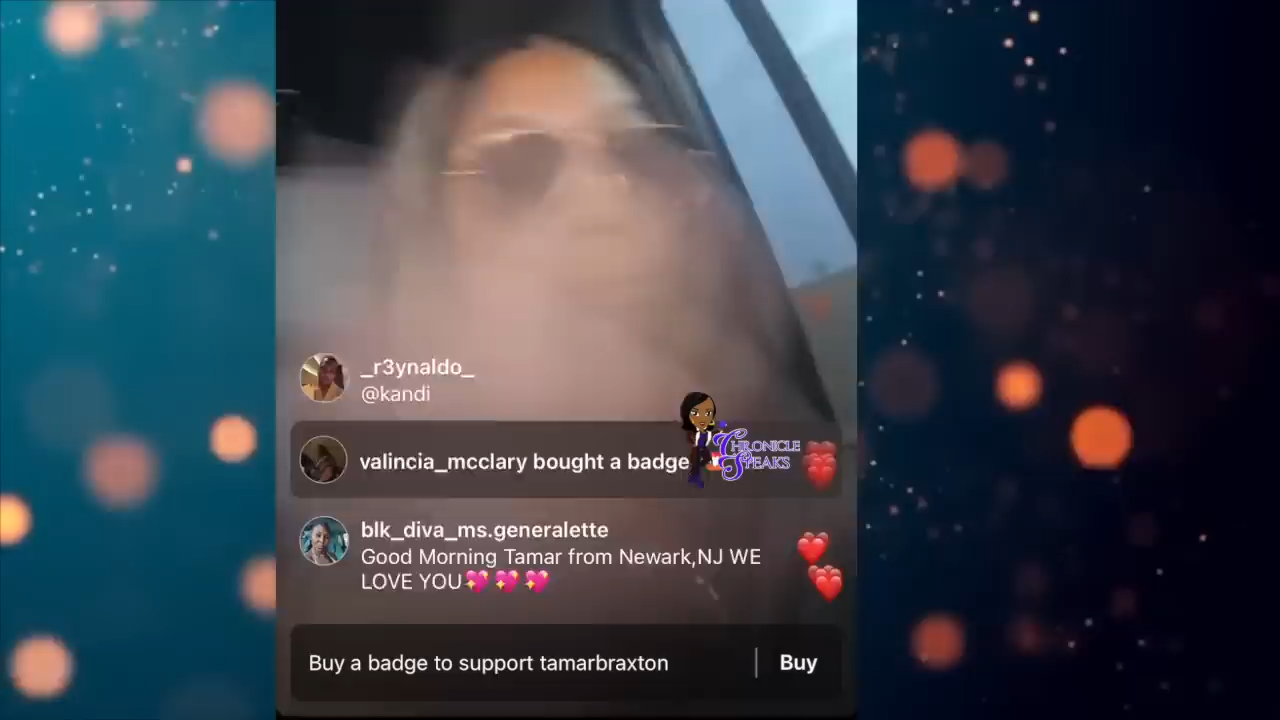 _r3ynaldo_
@kandi
valincia_mcclary bought a badge
CHRONICLE
SPEAKS
blk_diva_ms.generalette
Good Morning Tamar from Newark,NJ WE
LOVE YOU💖💖💖
Buy a badge to support tamarbraxton
Buy